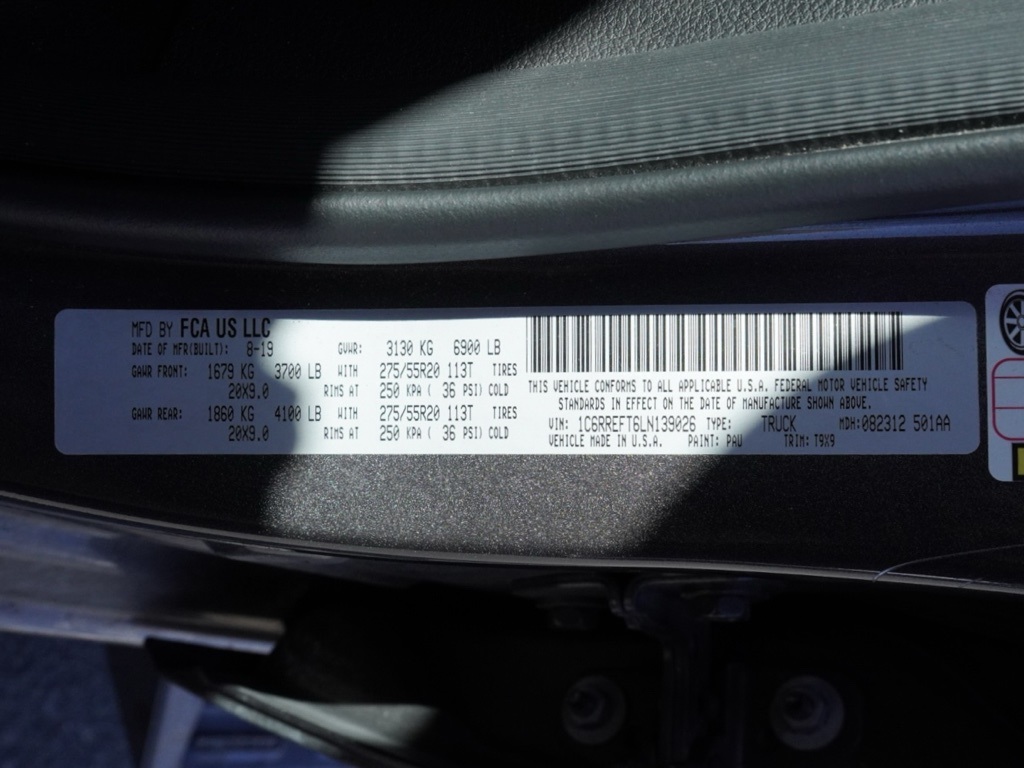 MFD BY FCA US LLC
DATE OF MFR(BUILT): 8-19 GVWR: 3130 KG 6900 LB
GAWR FRONT: 1679 KG 3700 LB WITH 275/55R20 113T TIRES
20X9.0 RIMS AT 250 KPA ( 36 PSI) COLD
GAWR REAR: 1860 KG 4100 LB WITH 275/55R20 113T TIRES
20X9.0 RIMS AT 250 KPA ( 36 PSI) COLD
THIS VEHICLE CONFORMS TO ALL APPLICABLE U.S.A. FEDERAL MOTOR VEHICLE SAFETY
STANDARDS IN EFFECT ON THE DATE OF MANUFACTURE SHOWN ABOVE.
VIN: 1C6RREFT6LN139026 TYPE: TRUCK MDH:082312 501AA
VEHICLE MADE IN U.S.A. PAINT: PAU TRIM: T9X9